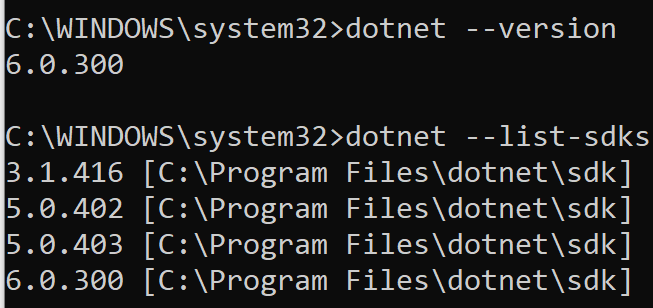 C:\WINDOWS\system32>dotnet --version
6.0.300
C:\WINDOWS\system32>dotnet --list-sdks
3.1.416 [C:\Program Files\dotnet\sdk]
5.0.402 [C:\Program Files\dotnet\sdk]
5.0.403 [C:\Program Files\dotnet\sdk]
6.0.300 [C:\Program Files\dotnet\sdk]